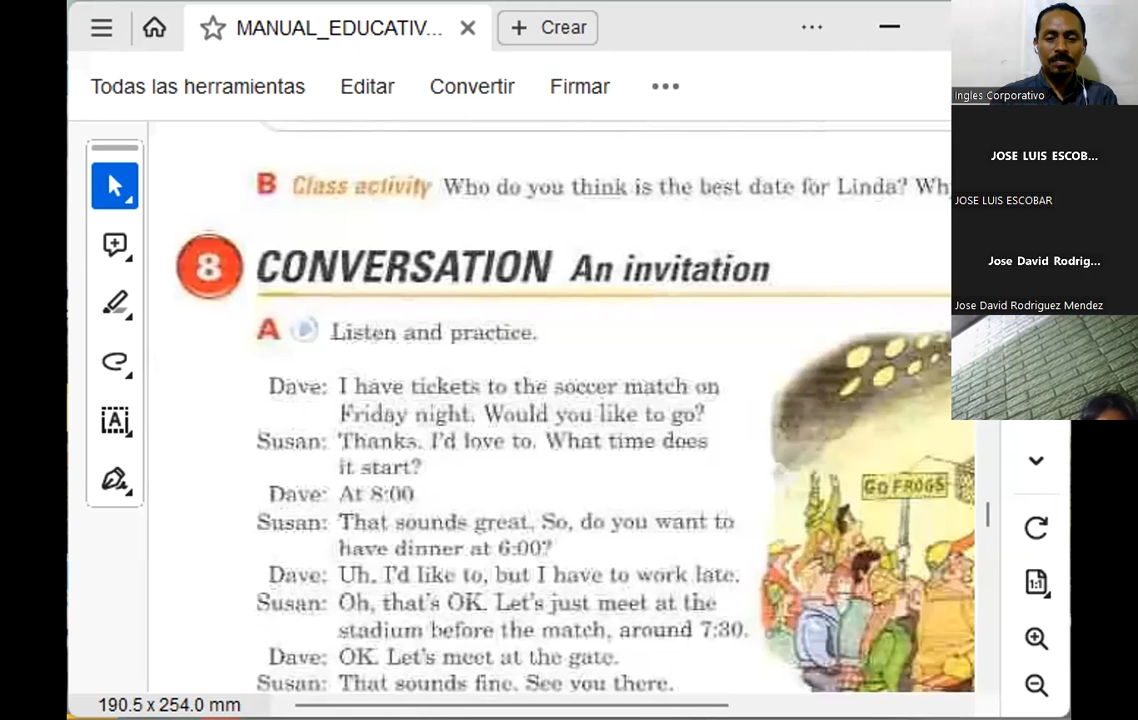 MANUAL_EDUCATIV...
Crear
Todas las herramientas
Editar
Convertir
Firmar
B Class activity Who do you think is the best date for Linda? Wh
8 CONVERSATION An invitation
A Listen and practice.
Dave: I have tickets to the soccer match on
Friday night. Would you like to go?
Susan: Thanks. I'd love to. What time does
it start?
Dave: At 8:00
Susan: That sounds great. So, do you want to
have dinner at 6:00?
Dave: Uh, I'd like to, but I have to work late.
Susan: Oh, that's OK. Let's just meet at the
stadium before the match, around 7:30.
Dave: OK. Let's meet at the gate.
Susan: That sounds fine. See you there.
GO FROGS
190.5 x 254.0 mm
Ingles Corporativo
JOSE LUIS ESCOB...
JOSE LUIS ESCOBAR
Jose David Rodrig...
Jose David Rodriguez Mendez
A
1:1